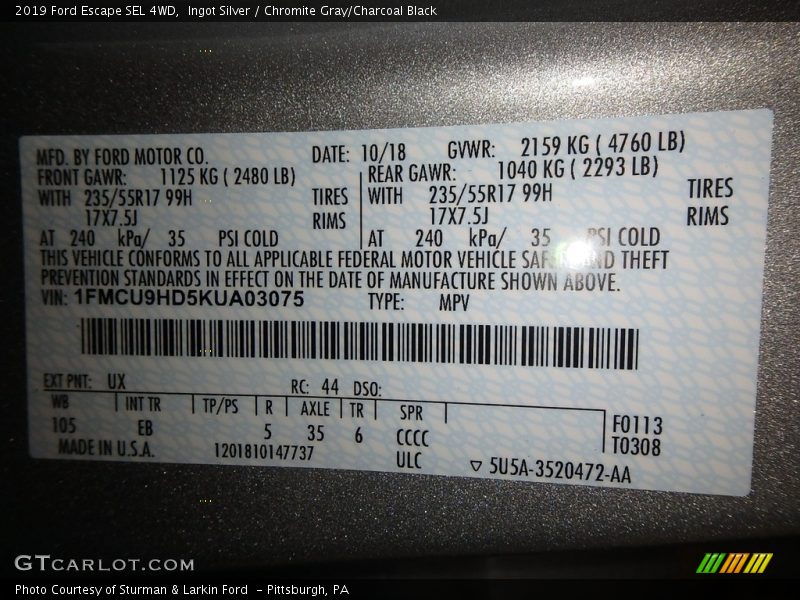 2019 Ford Escape SEL 4WD,  Ingot Silver / Chromite Gray/Charcoal Black
MFD. BY FORD MOTOR CO. DATE: 10/18 GVWR: 2159 KG ( 4760 LB)
FRONT GAWR: 1125 KG ( 2480 LB) REAR GAWR: 1040 KG ( 2293 LB)
WITH 235/55R17 99H TIRES WITH 235/55R17 99H TIRES
17X7.5J RIMS 17X7.5J RIMS
AT 240 kPa/ 35 PSI COLD AT 240 kPa/ 35 PSI COLD
THIS VEHICLE CONFORMS TO ALL APPLICABLE FEDERAL MOTOR VEHICLE SAFETY AND THEFT
PREVENTION STANDARDS IN EFFECT ON THE DATE OF MANUFACTURE SHOWN ABOVE.
VIN: 1FMCU9HD5KUA03075 TYPE: MPV
EXT PNT: UX RC: 44 DSO:
WB INT TR TP/PS R AXLE TR SPR F0113
105 EB 5 35 6 CCCC T0308
MADE IN U.S.A. 1201810147737 ULC ▽ 5U5A-3520472-AA
GTCARLOT.COM
Photo Courtesy of Sturman & Larkin Ford  - Pittsburgh, PA